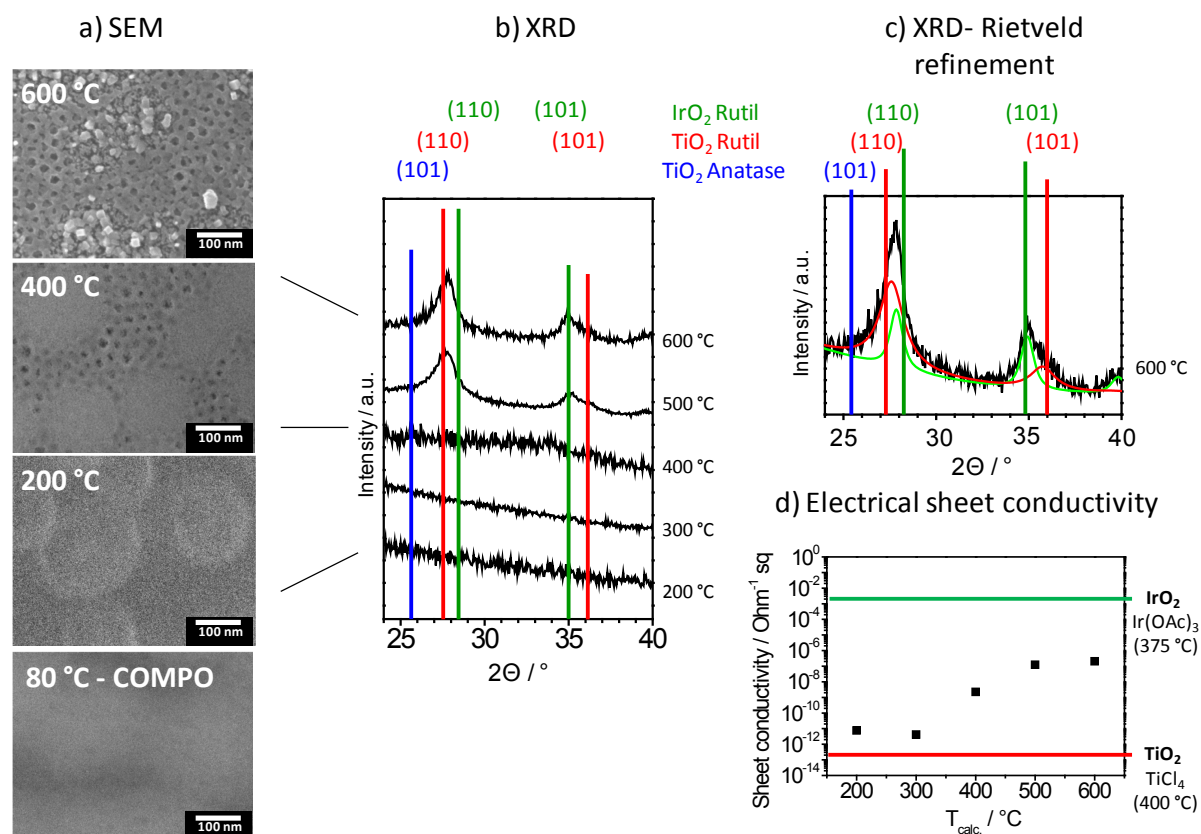 a) SEM
600 °C
100 nm
400 °C
100 nm
200 °C
100 nm
80 °C - COMPO
100 nm
b) XRD
(110) (101) IrO2 Rutil
(110) (101) TiO2 Rutil
(101) TiO2 Anatase
Intensity / a.u.
600 °C
500 °C
400 °C
300 °C
200 °C
25 30 35 40
2Θ / °
c) XRD- Rietveld
refinement
(110) (101)
(110) (101)
(101)
Intensity / a.u.
600 °C
25 30 35 40
2Θ / °
d) Electrical sheet conductivity
Sheet conductivity / Ohm-1 sq
10^0
10^-2
10^-4
10^-6
10^-8
10^-10
10^-12
10^-14
200 300 400 500 600
Tcalc. / °C
IrO2
Ir(OAc)3
(375 °C)
TiO2
TiCl4
(400 °C)